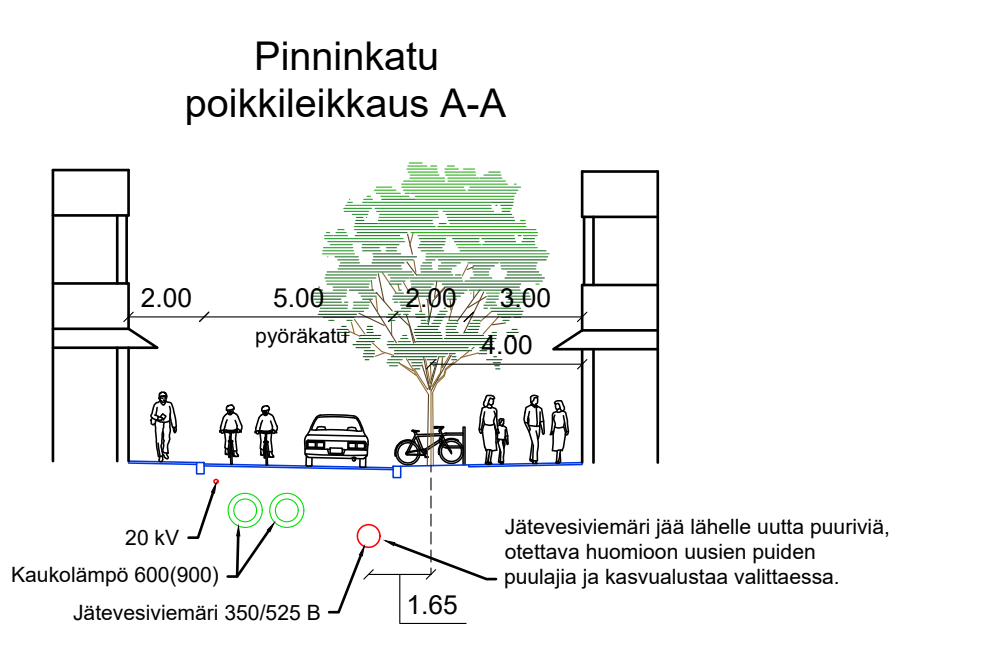 Pinninkatu
poikkileikkaus A-A
2.00 5.00 2.00 3.00
pyöräkatu
4.00
20 kV
Kaukolämpö 600(900)
Jätevesiviemäri 350/525 B
1.65
Jätevesiviemäri jää lähelle uutta puuriviä,
otettava huomioon uusien puiden
puulajia ja kasvualustaa valittaessa.